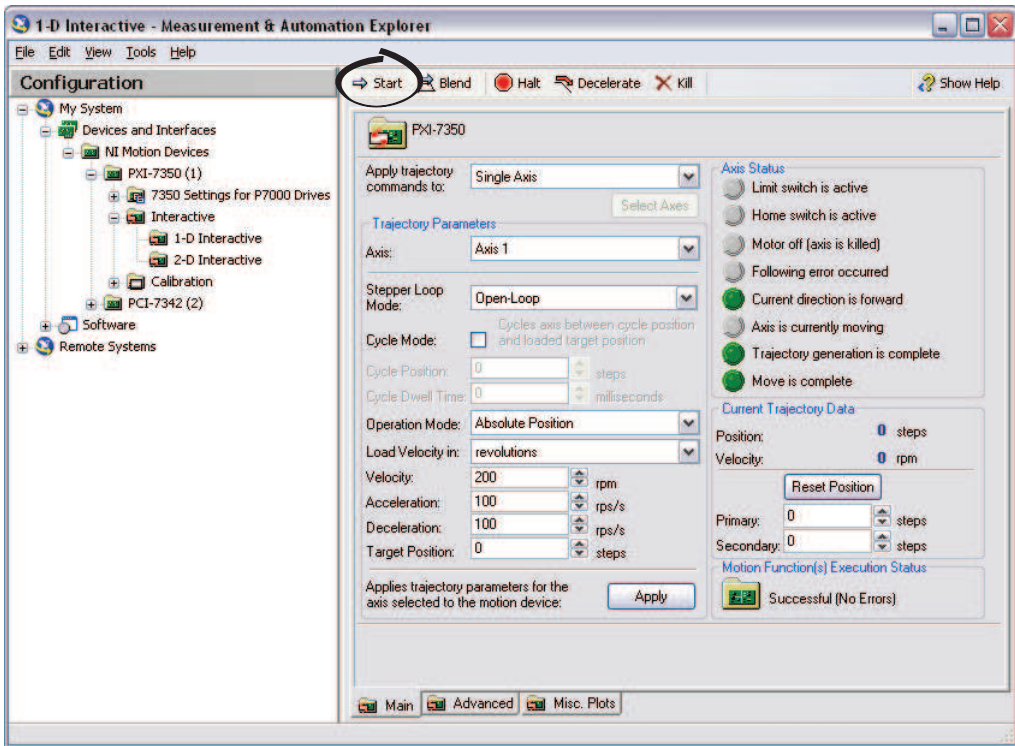 1-D Interactive - Measurement & Automation Explorer
File Edit View Tools Help
Configuration
Start Blend Halt Decelerate Kill Show Help
My System
Devices and Interfaces
NI Motion Devices
PXI-7350 (1)
7350 Settings for P7000 Drives
Interactive
1-D Interactive
2-D Interactive
Calibration
PCI-7342 (2)
Software
Remote Systems
PXI-7350
Apply trajectory
commands to:
Single Axis
Select Axes
Trajectory Parameters
Axis: Axis 1
Stepper Loop
Mode:
Open-Loop
Cycle Mode:
Cycles axis between cycle position
and loaded target position
Cycle Position: 0 steps
Cycle Dwell Time: 0 milliseconds
Operation Mode: Absolute Position
Load Velocity in: revolutions
Velocity: 200 rpm
Acceleration: 100 rps/s
Deceleration: 100 rps/s
Target Position: 0 steps
Applies trajectory parameters for the
axis selected to the motion device:
Apply
Axis Status
Limit switch is active
Home switch is active
Motor off (axis is killed)
Following error occurred
Current direction is forward
Axis is currently moving
Trajectory generation is complete
Move is complete
Current Trajectory Data
Position: 0 steps
Velocity: 0 rpm
Reset Position
Primary: 0 steps
Secondary: 0 steps
Motion Function(s) Execution Status
Successful (No Errors)
Main Advanced Misc. Plots